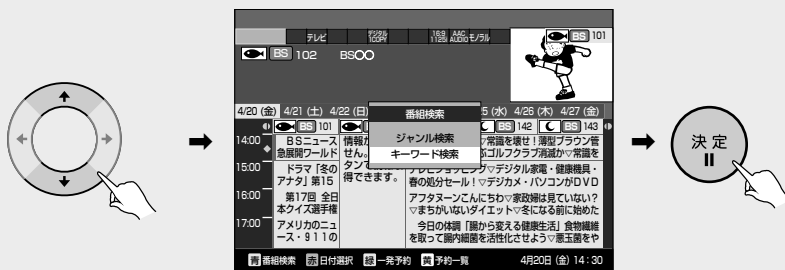 テレビ デジタル 1COPY 16:9 1125i AAC AUDIO モノラル
BS 101
BS 102 BS〇〇
4/20 (金) 4/21 (土) 4/22 (日) (水) 4/26 (木) 4/27 (金)
番組検索
ジャンル検索
キーワード検索
BS 101 BS 142 BS 143
14:00 BSニュース
急展開ワールド
情報が
せん。
タンで
得できます。
▽常識を壊せ!薄型ブラウン管
ぶゴルフクラブ消滅か▽常識を
15:00 ドラマ「冬の
アナタ」第15
テレビショッピング▽デジタル家電・健康機具・
春の処分セール!▽デジカメ・パソコンがDVD
16:00 第17回 全日
本クイズ選手権
アフタヌーンこんにちわ▽家政婦は見ていない?
▽まちがいないダイエット▽冬になる前に始めた
17:00 アメリカのニュ
ース・911の
今日の体調「腸から変える健康生活」食物繊維
を取って腸内細菌を活性化させよう▽悪玉菌をや
青 番組検索 赤 日付選択 緑 一発予約 黄 予約一覧 4月20日 (金) 14:30
決定